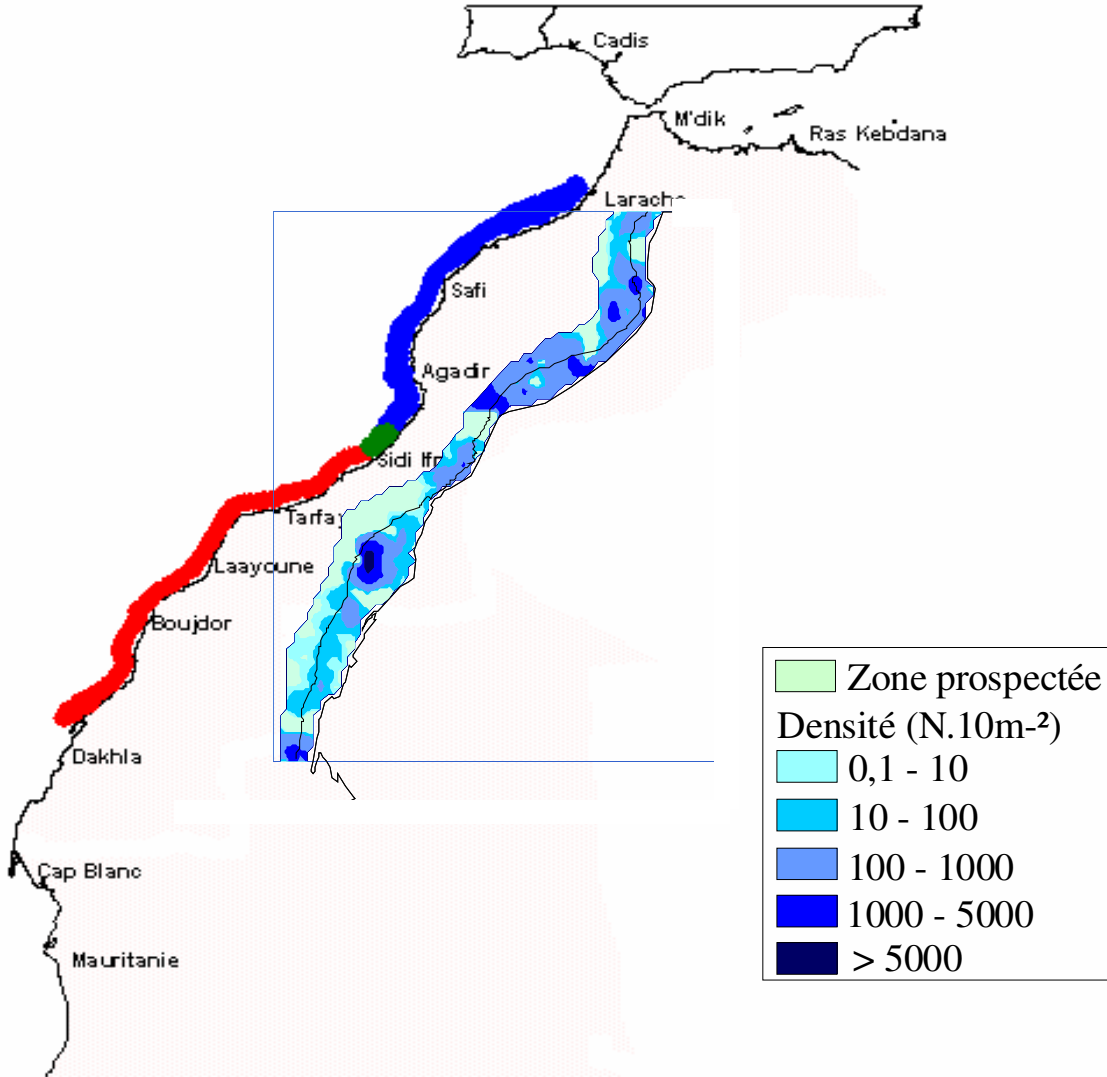 Cadis
M'dik
Ras Kebdana
Larache
Safi
Agadir
Sidi Ifr
Tarfay
Laayoune
Boujdor
Dakhla
Cap Blanc
Mauritanie
Zone prospectée
Densité (N.10m-²)
0,1 - 10
10 - 100
100 - 1000
1000 - 5000
> 5000